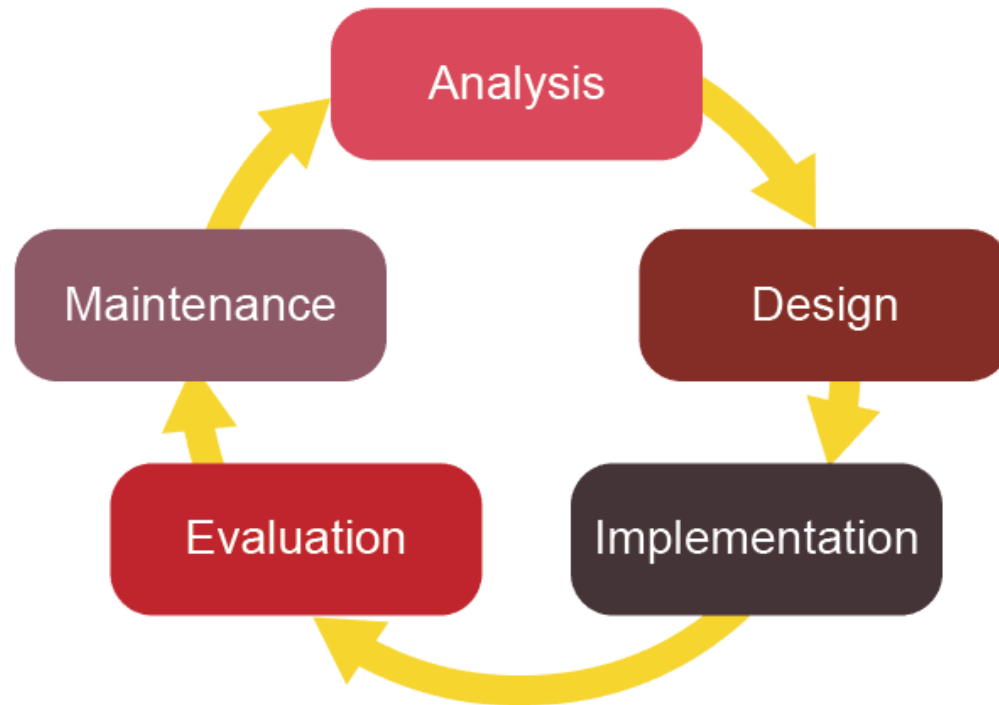 Analysis
Design
Implementation
Evaluation
Maintenance